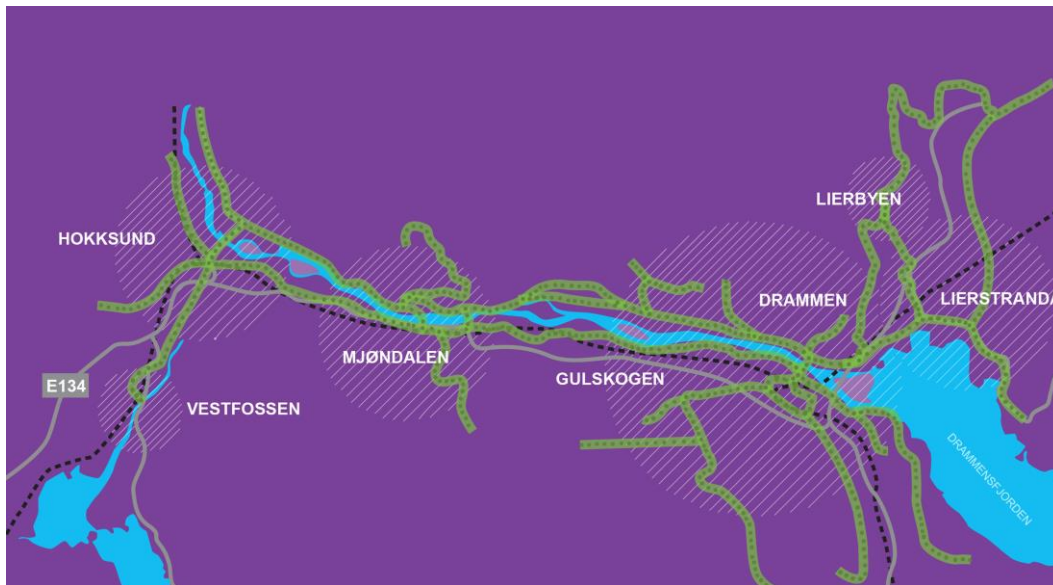 LIERBYEN
HOKKSUND
DRAMMEN
LIERSTRANDA
MJØNDALEN
GULSKOGEN
E134
VESTFOSSEN
DRAMMENSFJORDEN